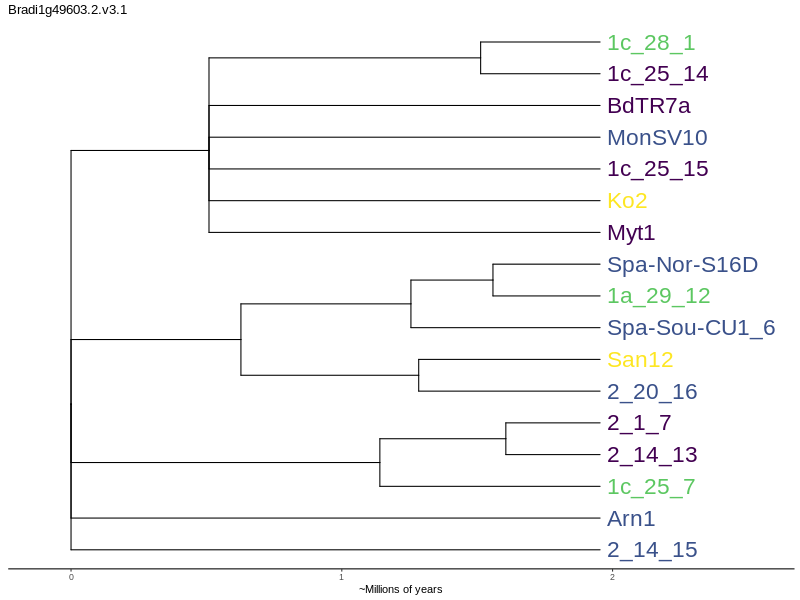 Bradi1g49603.2.v3.1
1c_28_1
1c_25_14
BdTR7a
MonSV10
1c_25_15
Ko2
Myt1
Spa-Nor-S16D
1a_29_12
Spa-Sou-CU1_6
San12
2_20_16
2_1_7
2_14_13
1c_25_7
Arn1
2_14_15
0 1 2
~Millions of years